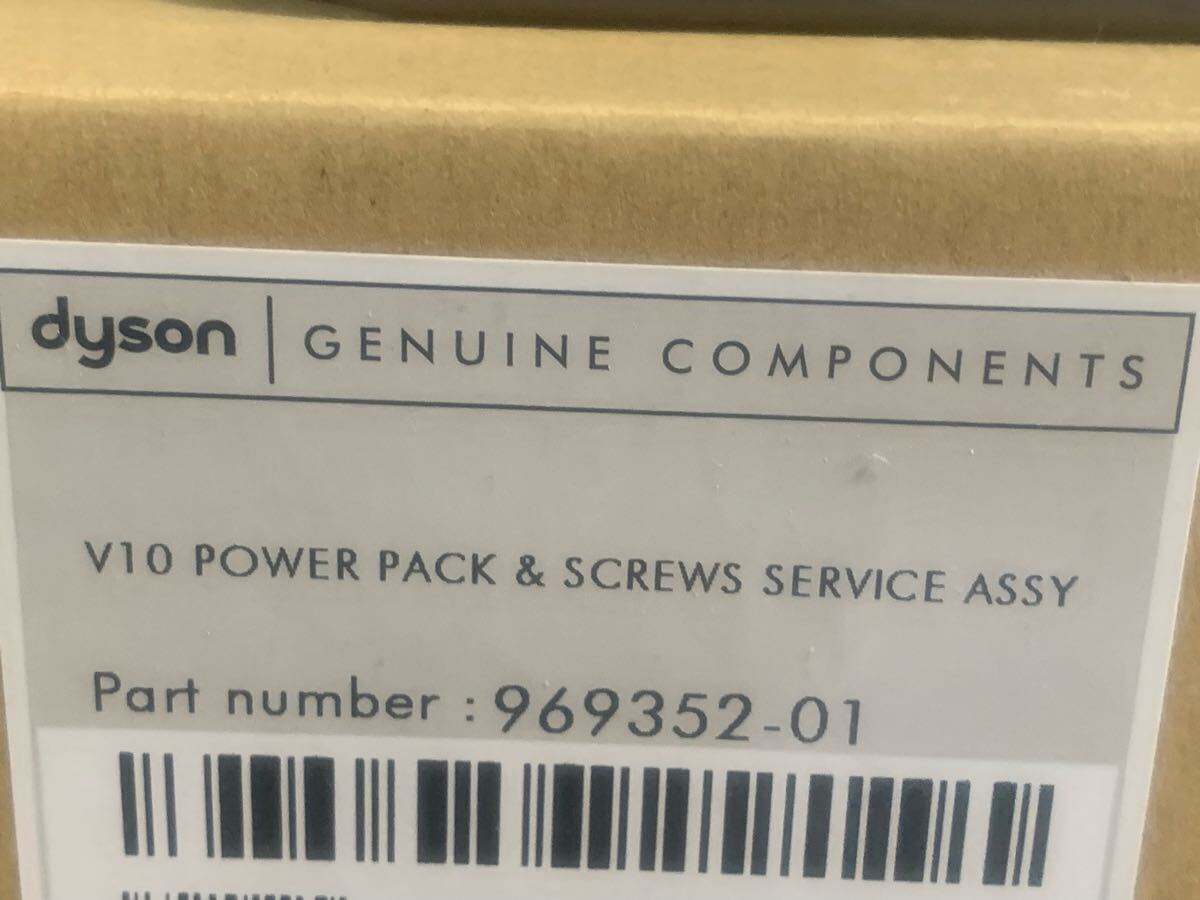 dyson GENUINE COMPONENTS
V10 POWER PACK & SCREWS SERVICE ASSY
Part number : 969352-01